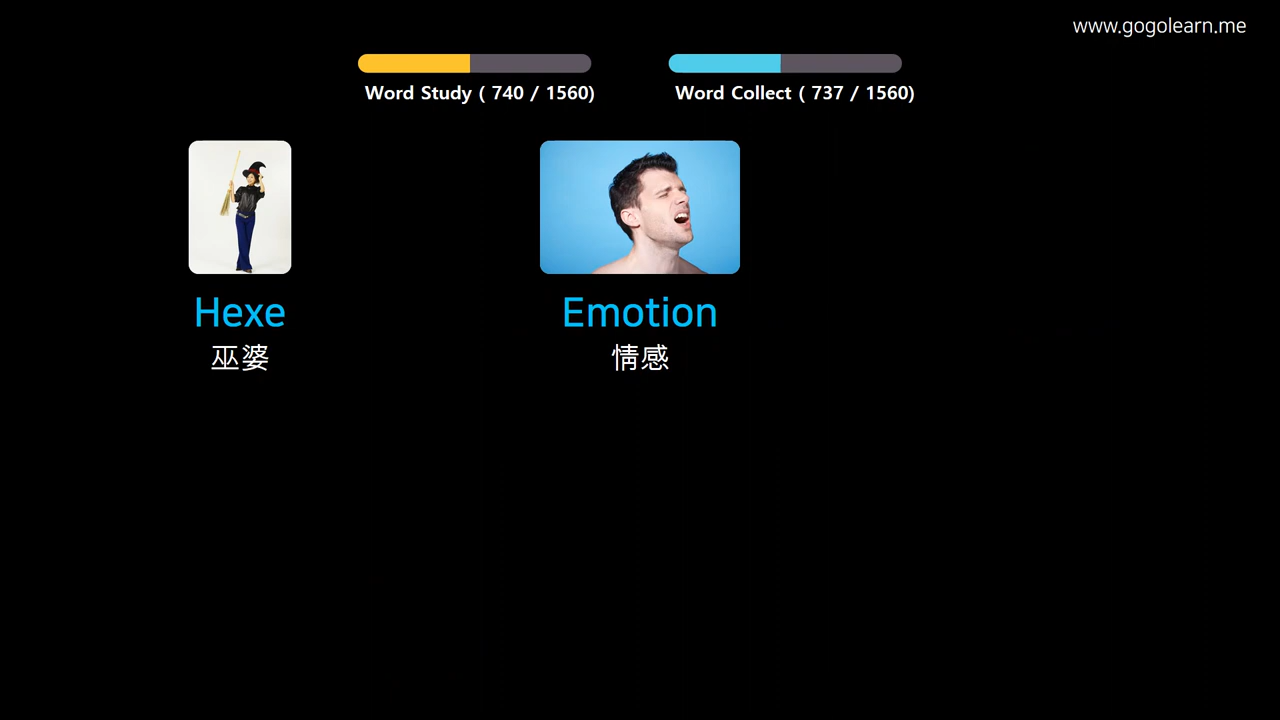 www.gogolearn.me
Word Study ( 740 / 1560)
Word Collect ( 737 / 1560)
Hexe
巫婆
Emotion
情感